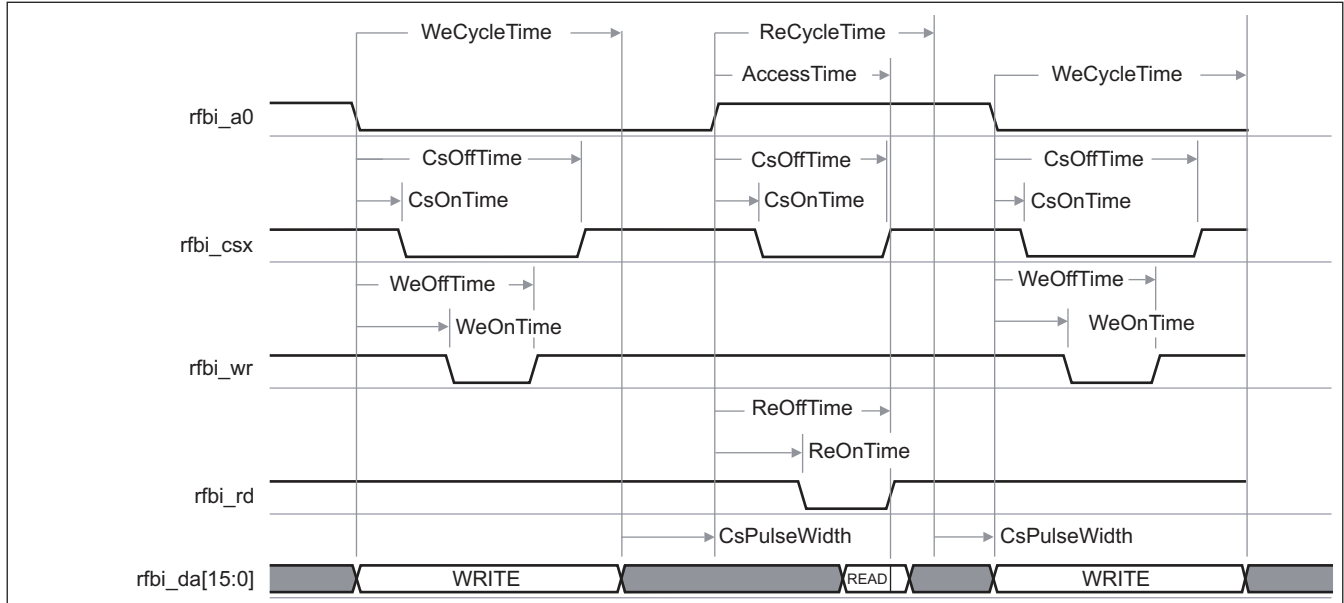 WeCycleTime ReCycleTime
AccessTime WeCycleTime
rfbi_a0
CsOffTime CsOffTime CsOffTime
CsOnTime CsOnTime CsOnTime
rfbi_csx
WeOffTime WeOffTime
WeOnTime WeOnTime
rfbi_wr
ReOffTime
ReOnTime
rfbi_rd
CsPulseWidth CsPulseWidth
rfbi_da[15:0] WRITE READ WRITE